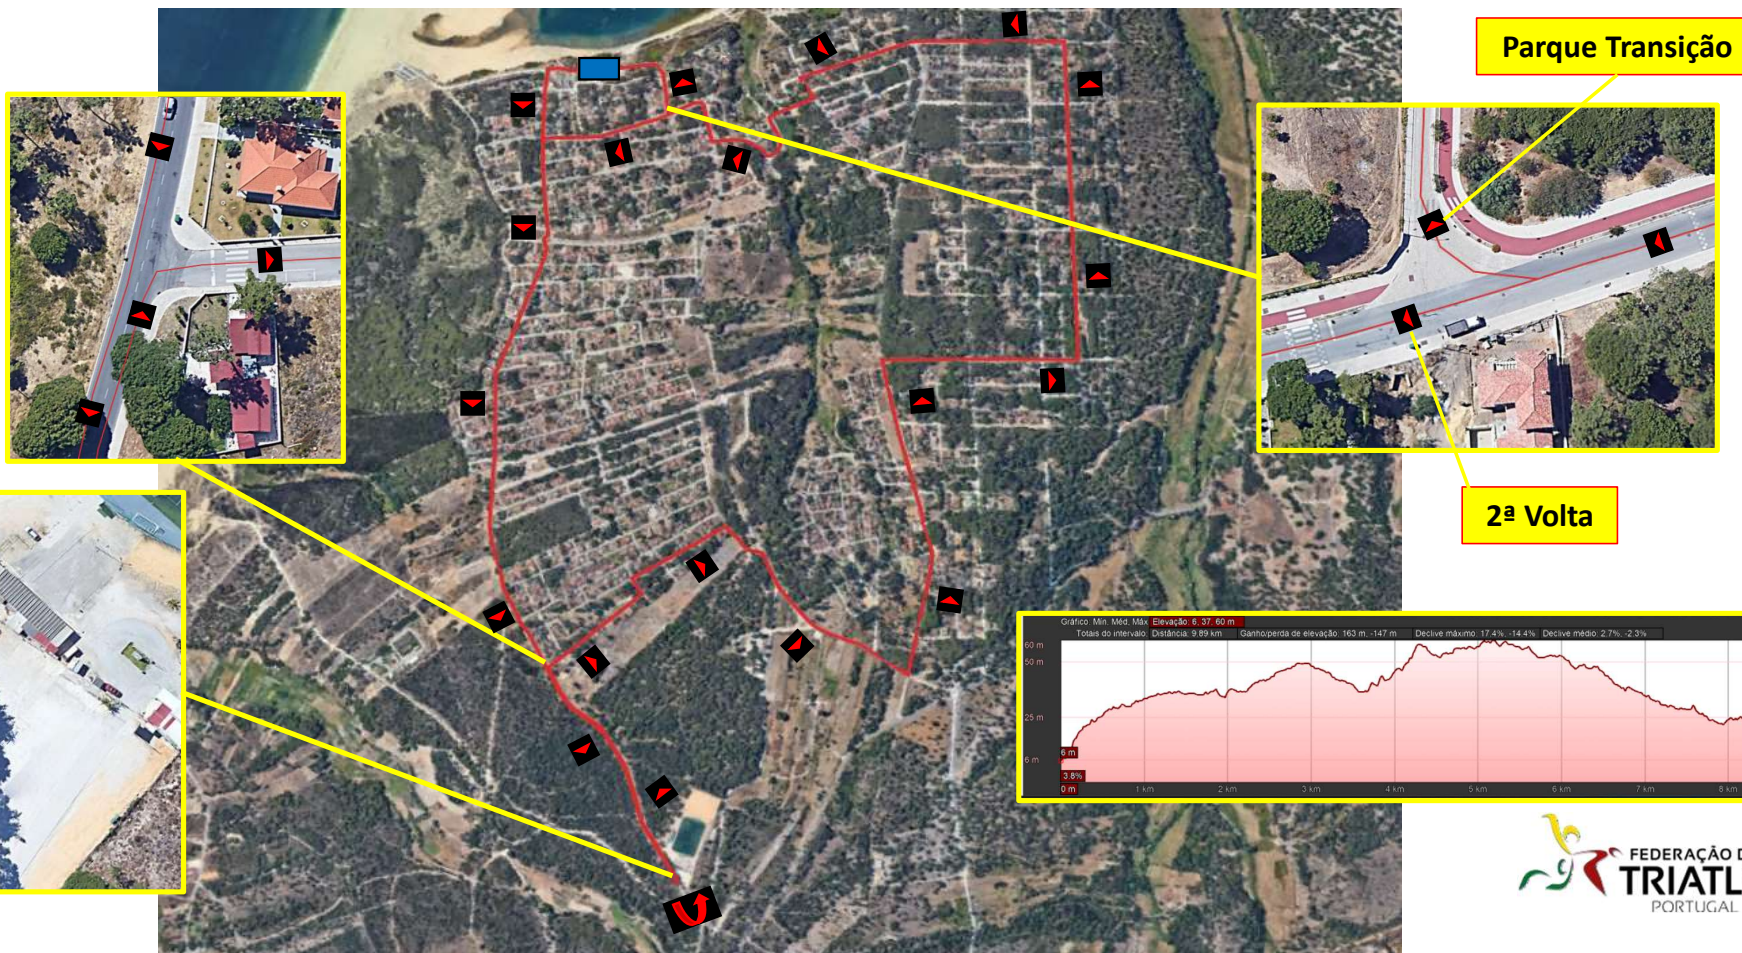 Parque Transição
2ª Volta
Gráfico: Mín, Méd, Máx Elevação: 6, 37, 60 m
Totais do intervalo: Distância: 9.89 km Ganho/perda de elevação: 163 m, -147 m Declive máximo: 17.4%, -14.4% Declive médio: 2.7%, -2.3%
60 m
50 m
25 m
6 m
6 m
3.8%
0 m 1 km 2 km 3 km 4 km 5 km 6 km 7 km 8 km
FEDERAÇÃO D
TRIATL
PORTUGAL